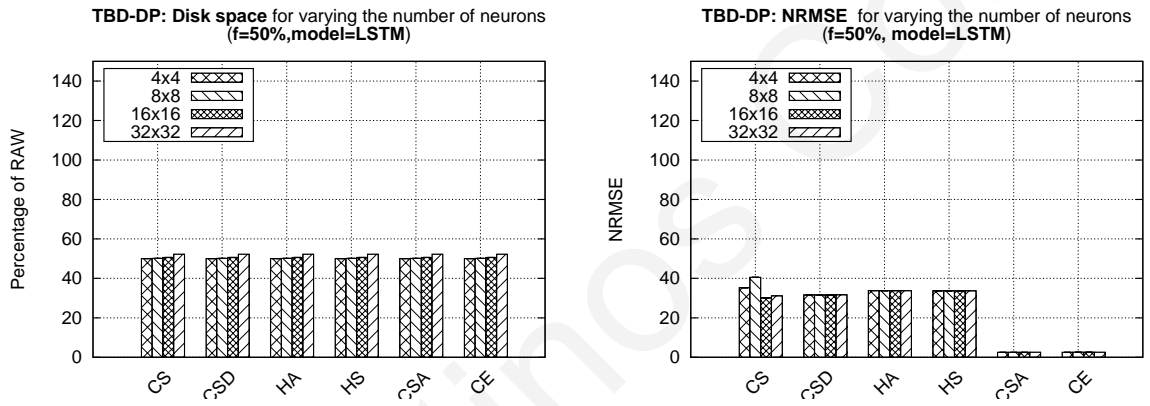 TBD-DP: Disk space for varying the number of neurons
(f=50%,model=LSTM)
140
120
100
80
60
40
20
0
Percentage of RAW
4x4
8x8
16x16
32x32
CS
CSD
HA
HS
CSA
CE
TBD-DP: NRMSE for varying the number of neurons
(f=50%, model=LSTM)
140
120
100
80
60
40
20
0
NRMSE
4x4
8x8
16x16
32x32
CS
CSD
HA
HS
CSA
CE